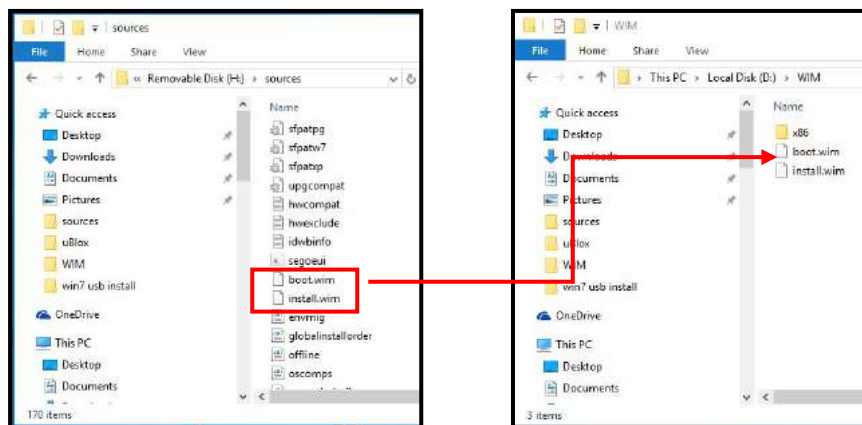 sources
File Home Share View
« Removable Disk (H:) › sources
Quick access
Desktop
Downloads
Documents
Pictures
sources
uBlox
WIM
win7 usb install
OneDrive
This PC
Desktop
Documents
Name
sfpatpg
sfpatw7
sfpatxp
upgcompat
hwcompat
hwexclude
idwbinfo
segoeui
boot.wim
install.wim
envmig
globalinstallorder
offline
oscomps
170 items
WIM
File Home Share View
› This PC › Local Disk (D:) › WIM
Quick access
Desktop
Downloads
Documents
Pictures
sources
uBlox
WIM
win7 usb install
OneDrive
This PC
Desktop
Documents
Name
x86
boot.wim
install.wim
3 items